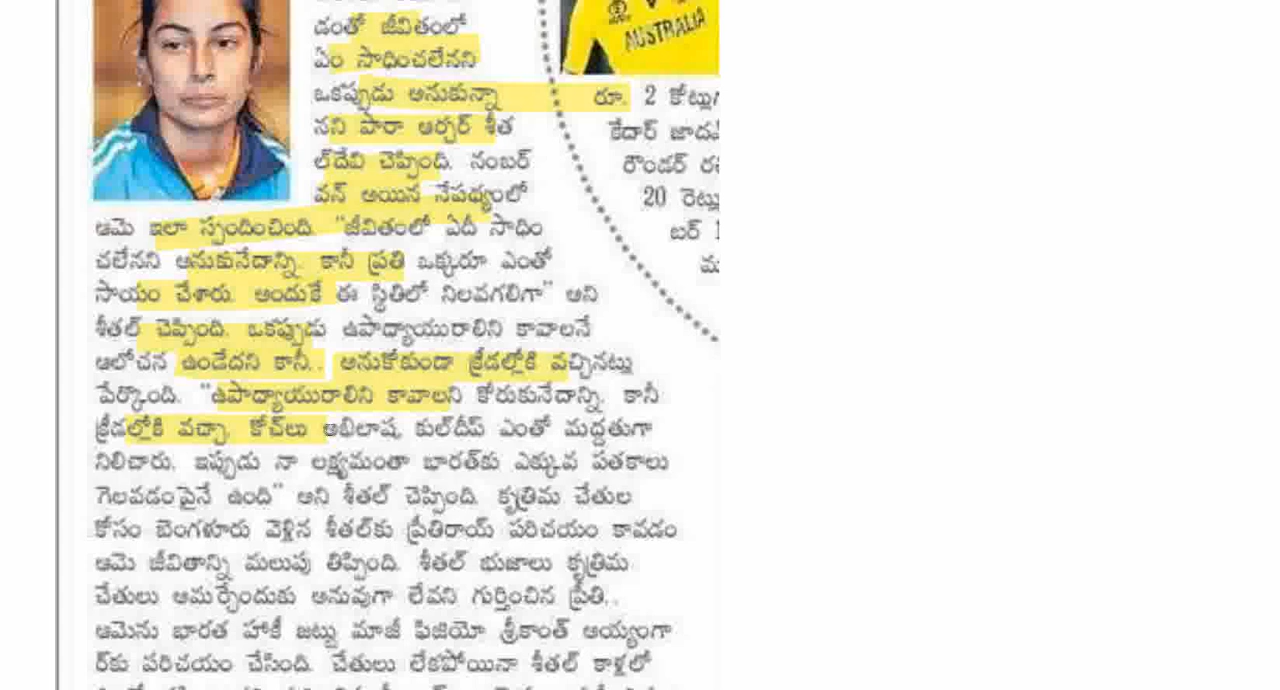 డంతో జీవితంలో
ఏం సాధించలేనని
ఒకప్పుడు అనుకున్నా
నని పారా ఆర్చర్ శీత
ల్‌దేవి చెప్పింది. నంబర్
వన్ అయిన నేపథ్యంలో
ఆమె ఇలా స్పందించింది. "జీవితంలో ఏదీ సాధిం
చలేనని అనుకునేదాన్ని. కానీ ప్రతి ఒక్కరూ ఎంతో
సాయం చేశారు. అందుకే ఈ స్థితిలో నిలవగలిగా" అని
శీతల్ చెప్పింది. ఒకప్పుడు ఉపాధ్యాయురాలిని కావాలనే
ఆలోచన ఉండేదని కానీ.. అనుకోకుండా క్రీడల్లోకి వచ్చినట్లు
పేర్కొంది. "ఉపాధ్యాయురాలిని కావాలని కోరుకునేదాన్ని. కానీ
క్రీడల్లోకి వచ్చా. కోచ్‌లు అభిలాష, కుల్‌దీప్ ఎంతో మద్దతుగా
నిలిచారు. ఇప్పుడు నా లక్ష్యమంతా భారత్‌కు ఎక్కువ పతకాలు
గెలవడంపైనే ఉంది" అని శీతల్ చెప్పింది. కృత్రిమ చేతుల
కోసం బెంగళూరు వెళ్లిన శీతల్‌కు ప్రీతిరాయ్ పరిచయం కావడం
ఆమె జీవితాన్ని మలుపు తిప్పింది. శీతల్ భుజాలు కృత్రిమ
చేతులు అమర్చేందుకు అనువుగా లేవని గుర్తించిన ప్రీతి..
ఆమెను భారత హాకీ జట్టు మాజీ ఫిజియో శ్రీకాంత్ అయ్యంగా
ర్‌కు పరిచయం చేసింది. చేతులు లేకపోయినా శీతల్ కాళ్లలో
AUSTRALIA
రూ. 2
కేదార్
20